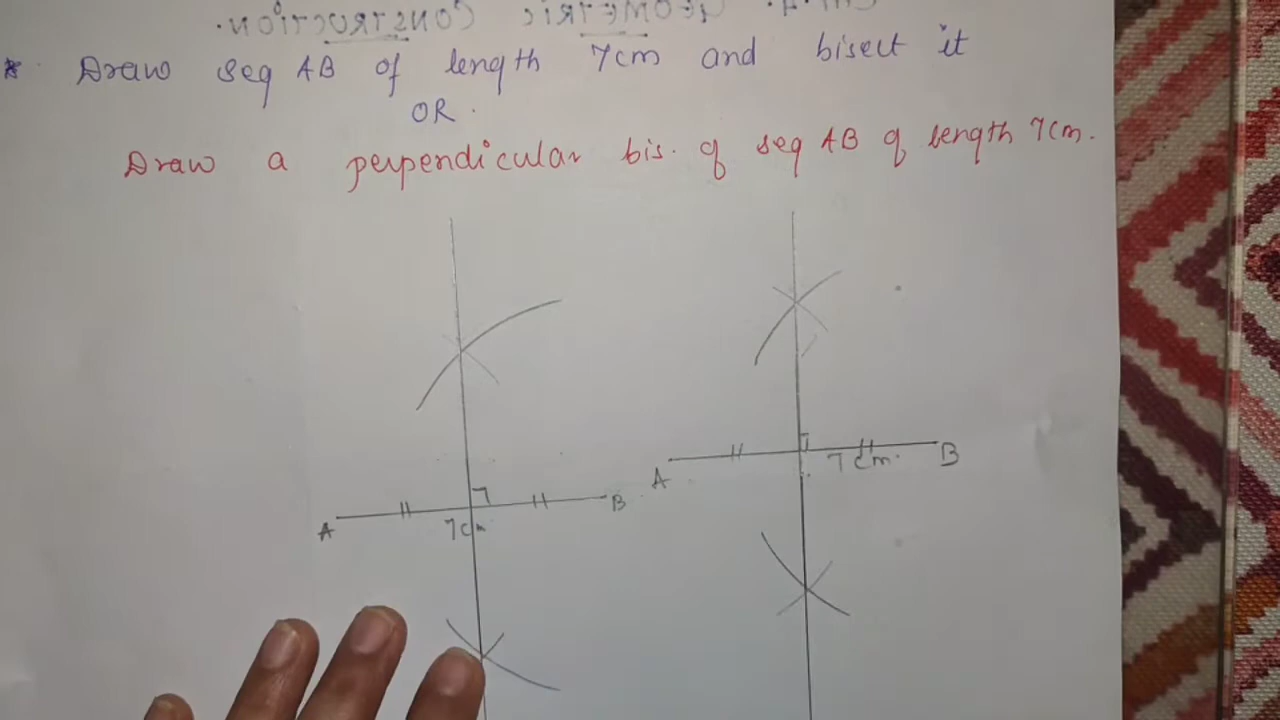 * Draw seg AB of length 7cm and bisect it
OR.
Draw a perpendicular bis. of seg AB of length 7cm.
A 7cm B
A 7cm. B